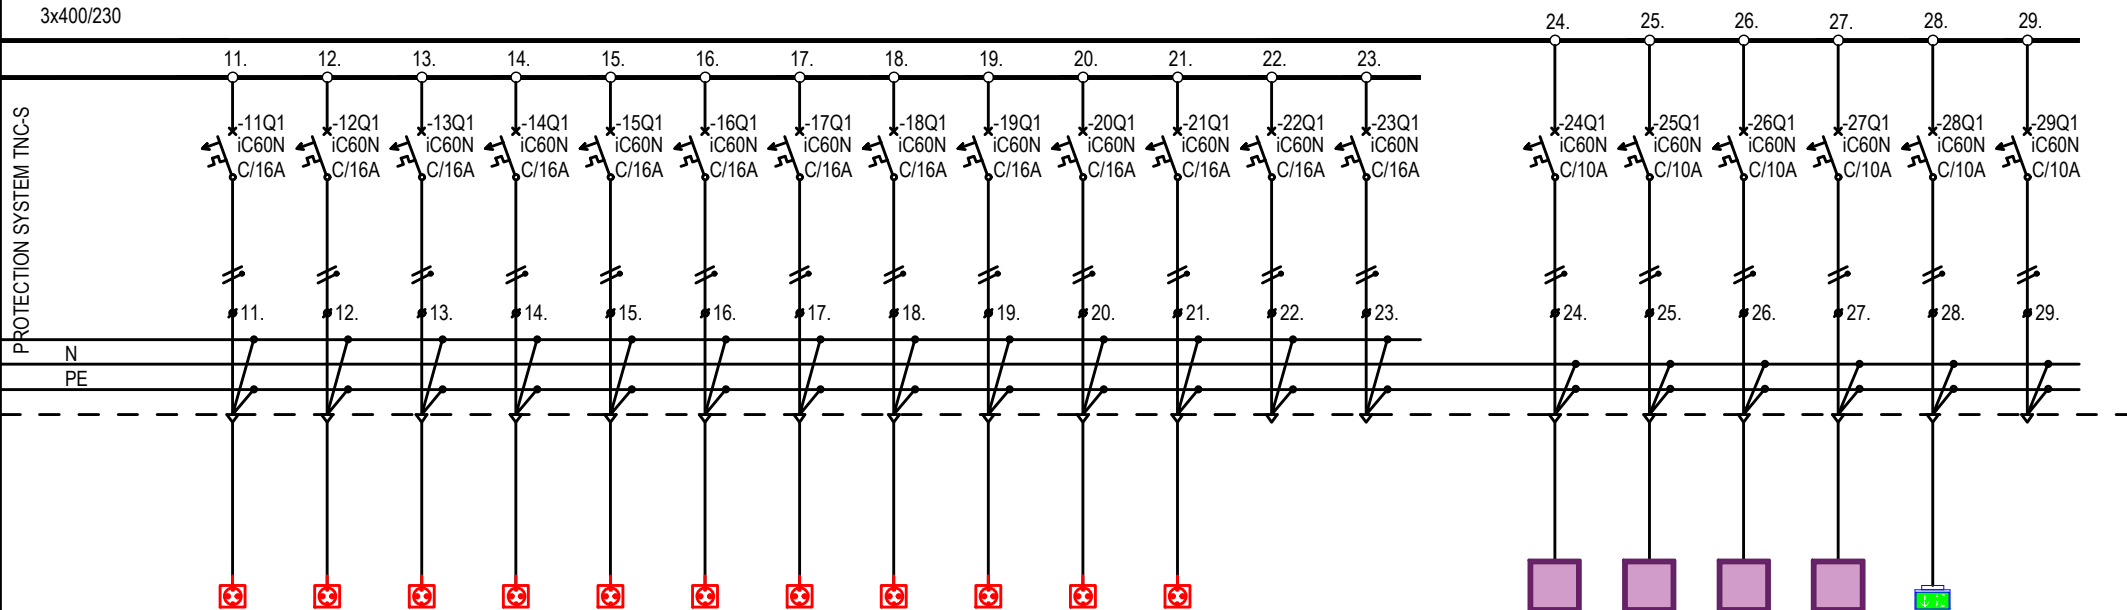 3x400/230
24. 25. 26. 27. 28. 29.
11. 12. 13. 14. 15. 16. 17. 18. 19. 20. 21. 22. 23.
PROTECTION SYSTEM TNC-S
-11Q1 -12Q1 -13Q1 -14Q1 -15Q1 -16Q1 -17Q1 -18Q1 -19Q1 -20Q1 -21Q1 -22Q1 -23Q1 -24Q1 -25Q1 -26Q1 -27Q1 -28Q1 -29Q1
iC60N iC60N iC60N iC60N iC60N iC60N iC60N iC60N iC60N iC60N iC60N iC60N iC60N iC60N iC60N iC60N iC60N iC60N iC60N
C/16A C/16A C/16A C/16A C/16A C/16A C/16A C/16A C/16A C/16A C/16A C/16A C/16A C/10A C/10A C/10A C/10A C/10A C/10A
11. 12. 13. 14. 15. 16. 17. 18. 19. 20. 21. 22. 23. 24. 25. 26. 27. 28. 29.
N
PE